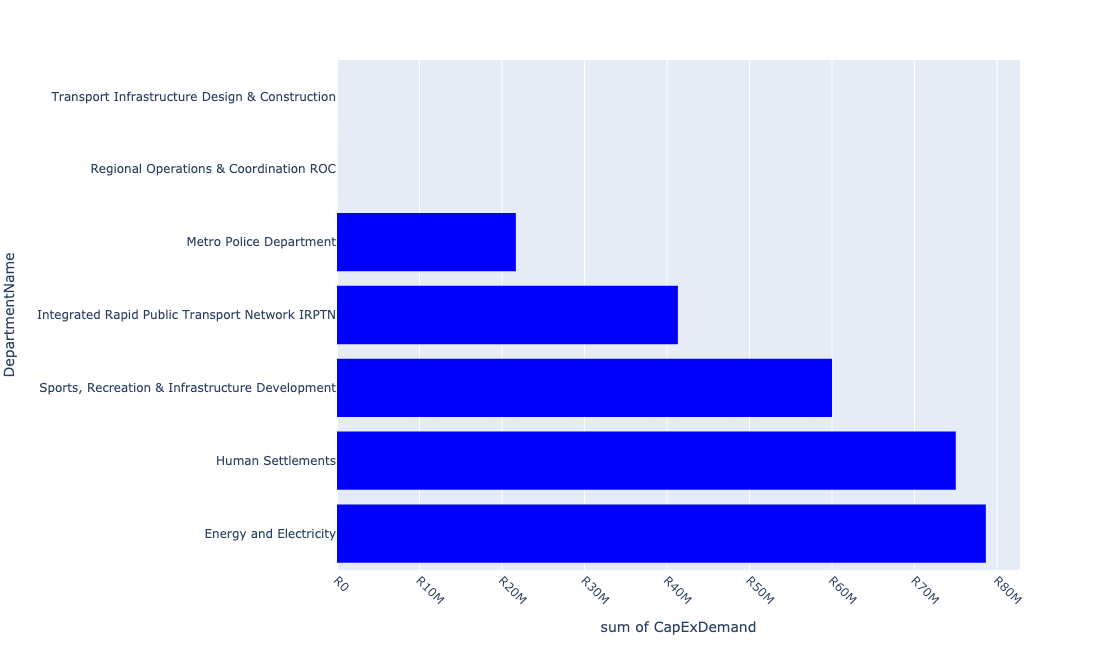 Transport Infrastructure Design & Construction
Regional Operations & Coordination ROC
Metro Police Department
Integrated Rapid Public Transport Network IRPTN
Sports, Recreation & Infrastructure Development
Human Settlements
Energy and Electricity
DepartmentName
R0
R10M
R20M
R30M
R40M
R50M
R60M
R70M
R80M
sum of CapExDemand